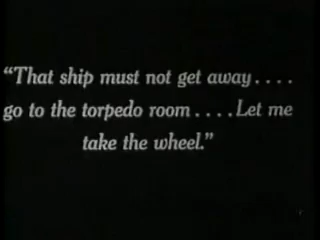 “That ship must not get away....
go to the torpedo room....Let me
take the wheel.”